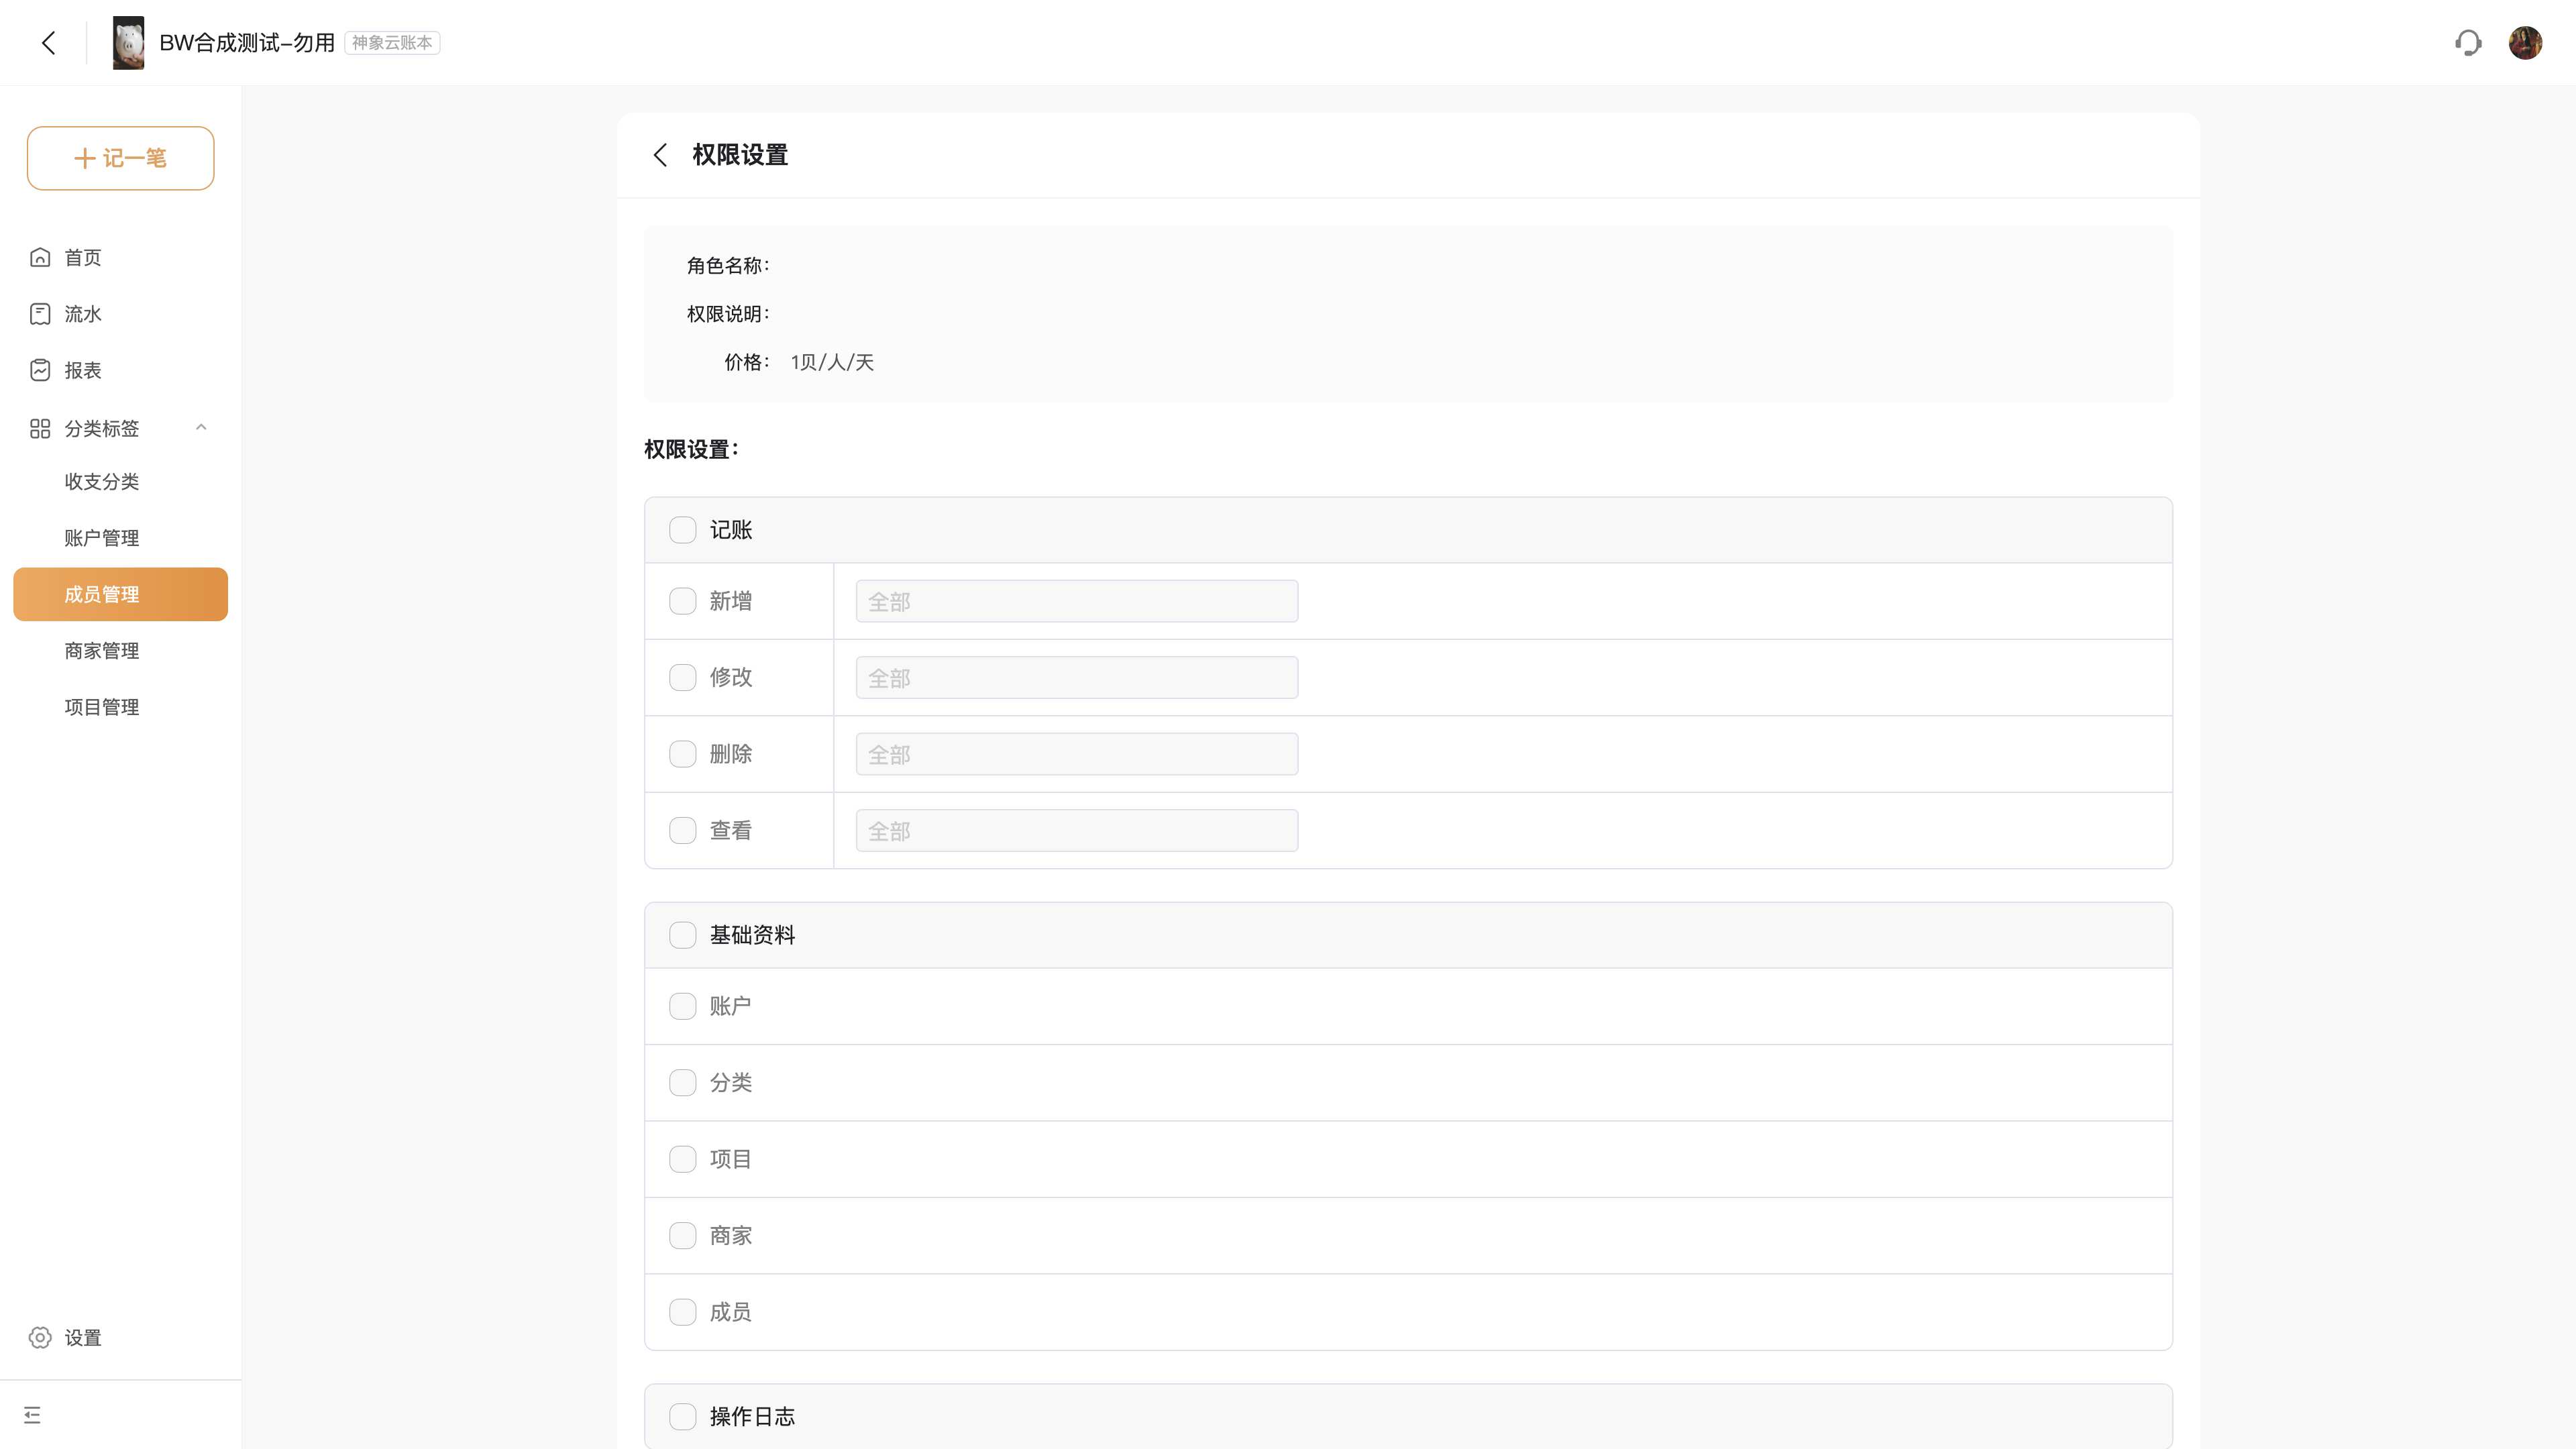 BW合成测试-勿用 神象云账本
记一笔
首页
流水
报表
分类标签
收支分类
账户管理
成员管理
商家管理
项目管理
设置
权限设置
角色名称：
权限说明：
价格： 1贝/人/天
权限设置：
记账
新增 全部
修改 全部
删除 全部
查看 全部
基础资料
账户
分类
项目
商家
成员
操作日志